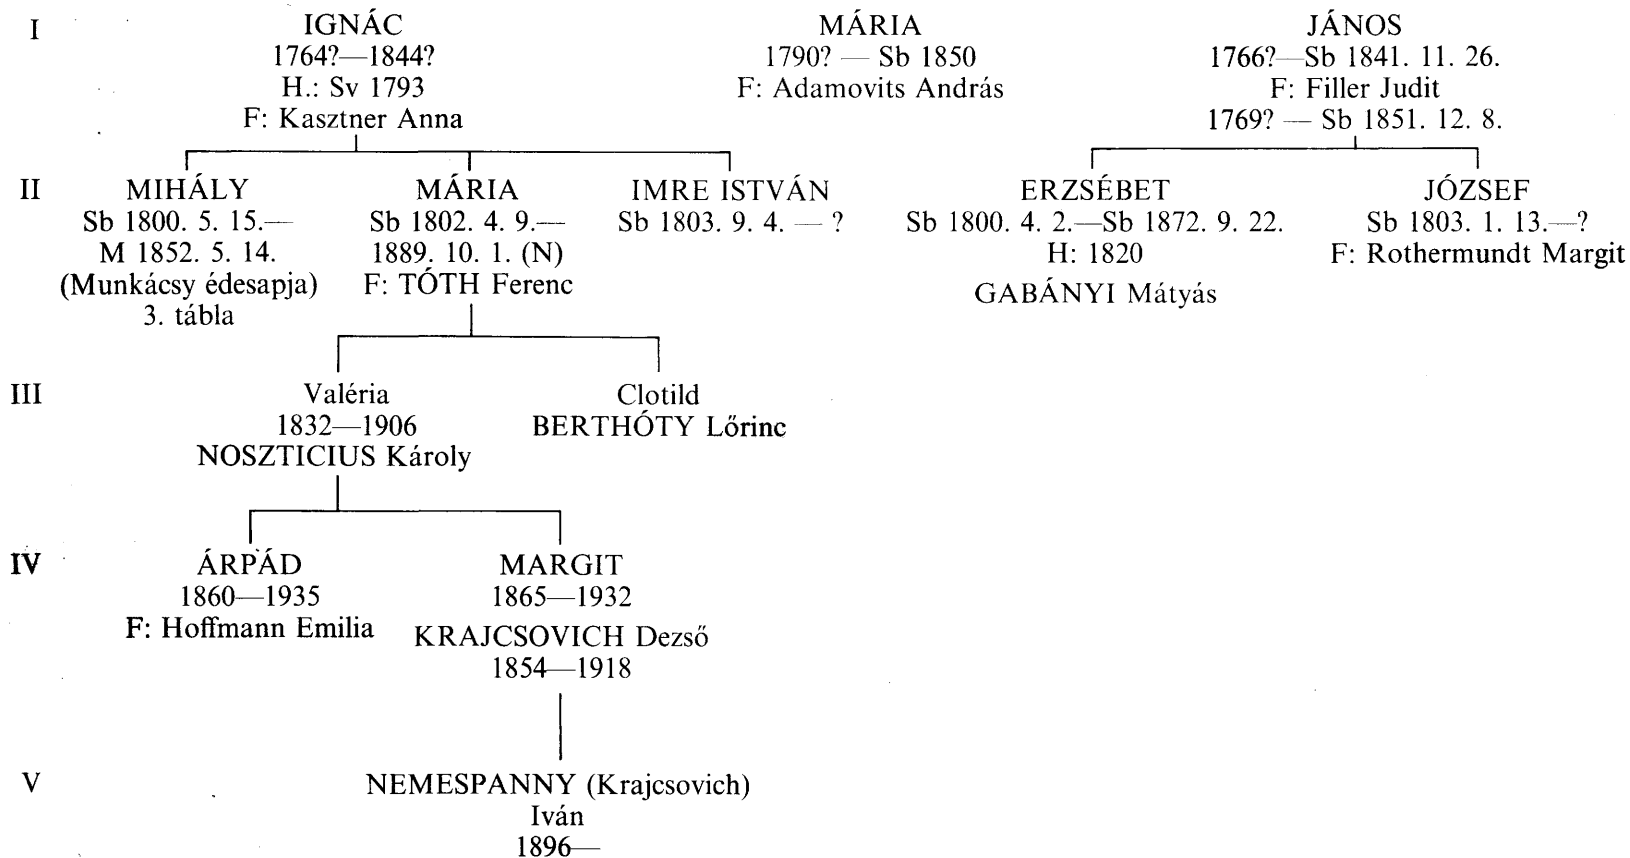 I
IGNÁC
1764?—1844?
H.: Sv 1793
F: Kasztner Anna
MÁRIA
1790? — Sb 1850
F: Adamovits András
JÁNOS
1766?—Sb 1841. 11. 26.
F: Filler Judit
1769? — Sb 1851. 12. 8.
II
MIHÁLY
Sb 1800. 5. 15.—
M 1852. 5. 14.
(Munkácsy édesapja)
3. tábla
MÁRIA
Sb 1802. 4. 9.—
1889. 10. 1. (N)
F: TÓTH Ferenc
IMRE ISTVÁN
Sb 1803. 9. 4. — ?
ERZSÉBET
Sb 1800. 4. 2.—Sb 1872. 9. 22.
H: 1820
GABÁNYI Mátyás
JÓZSEF
Sb 1803. 1. 13.—?
F: Rothermundt Margit
III
Valéria
1832—1906
NOSZTICIUS Károly
Clotild
BERTHÓTY Lőrinc
IV
ÁRPÁD
1860—1935
F: Hoffmann Emilia
MARGIT
1865—1932
KRAJCSOVICH Dezső
1854—1918
V
NEMESPANNY (Krajcsovich)
Iván
1896—